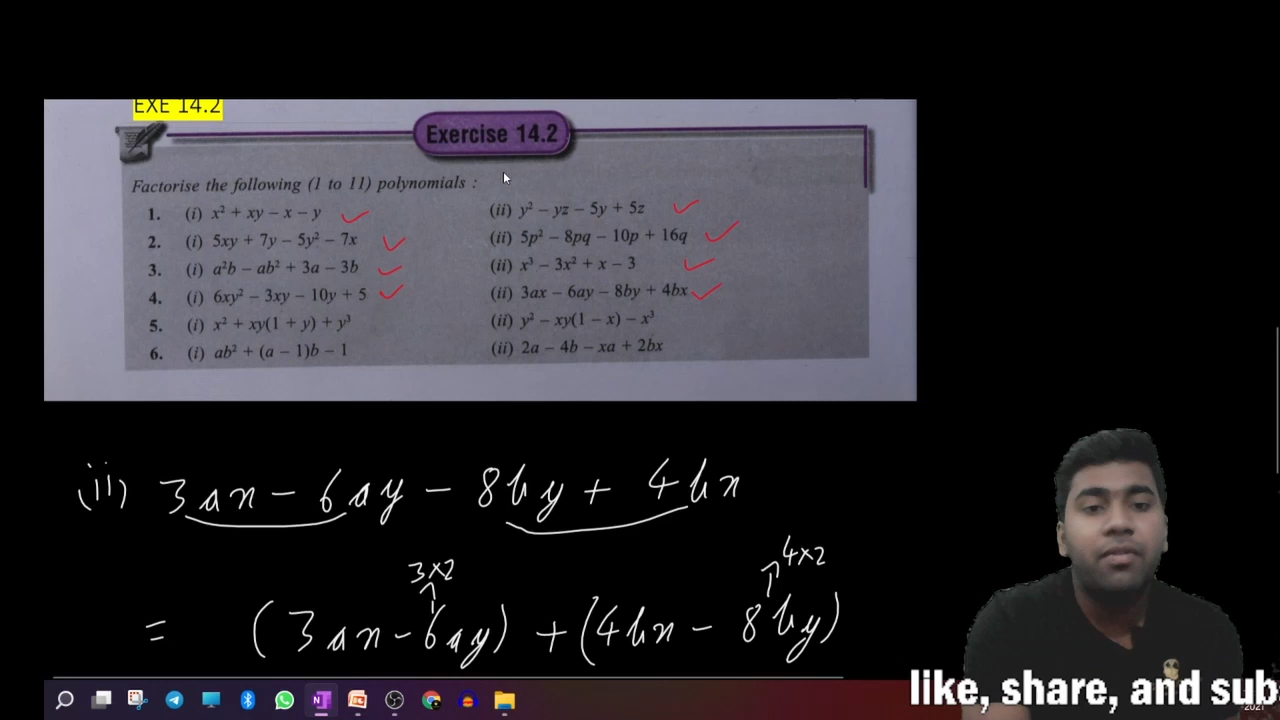 EXE 14.2
Exercise 14.2
Factorise the following (1 to 11) polynomials :
1. (i) x² + xy – x – y (ii) y² – yz – 5y + 5z
2. (i) 5xy + 7y – 5y² – 7x (ii) 5p² – 8pq – 10p + 16q
3. (i) a²b – ab² + 3a – 3b (ii) x³ – 3x² + x – 3
4. (i) 6xy² – 3xy – 10y + 5 (ii) 3ax – 6ay – 8by + 4bx
5. (i) x² + xy(1 + y) + y³ (ii) y² – xy(1 – x) – x³
6. (i) ab² + (a – 1)b – 1 (ii) 2a – 4b – xa + 2bx
(ii) 3ax – 6ay – 8by + 4bx
3×2 4×2
= (3ax – 6ay) + (4bx – 8by)
like, share, and sub
2021